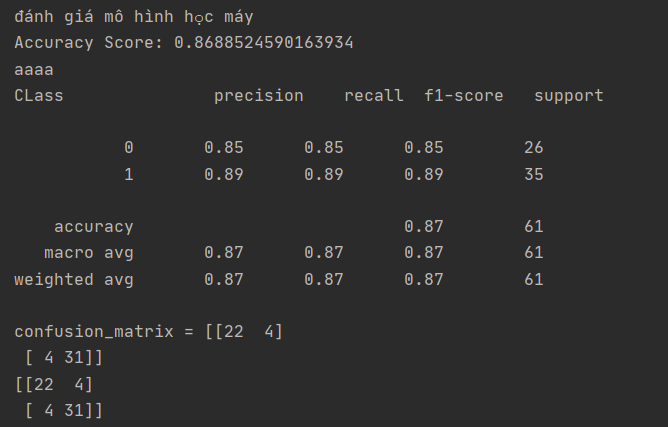 đánh giá mô hình học máy
Accuracy Score: 0.8688524590163934
aaaa
CLass precision recall f1-score support
0 0.85 0.85 0.85 26
1 0.89 0.89 0.89 35
accuracy 0.87 61
macro avg 0.87 0.87 0.87 61
weighted avg 0.87 0.87 0.87 61
confusion_matrix = [[22  4]
[ 4 31]]
[[22  4]
[ 4 31]]